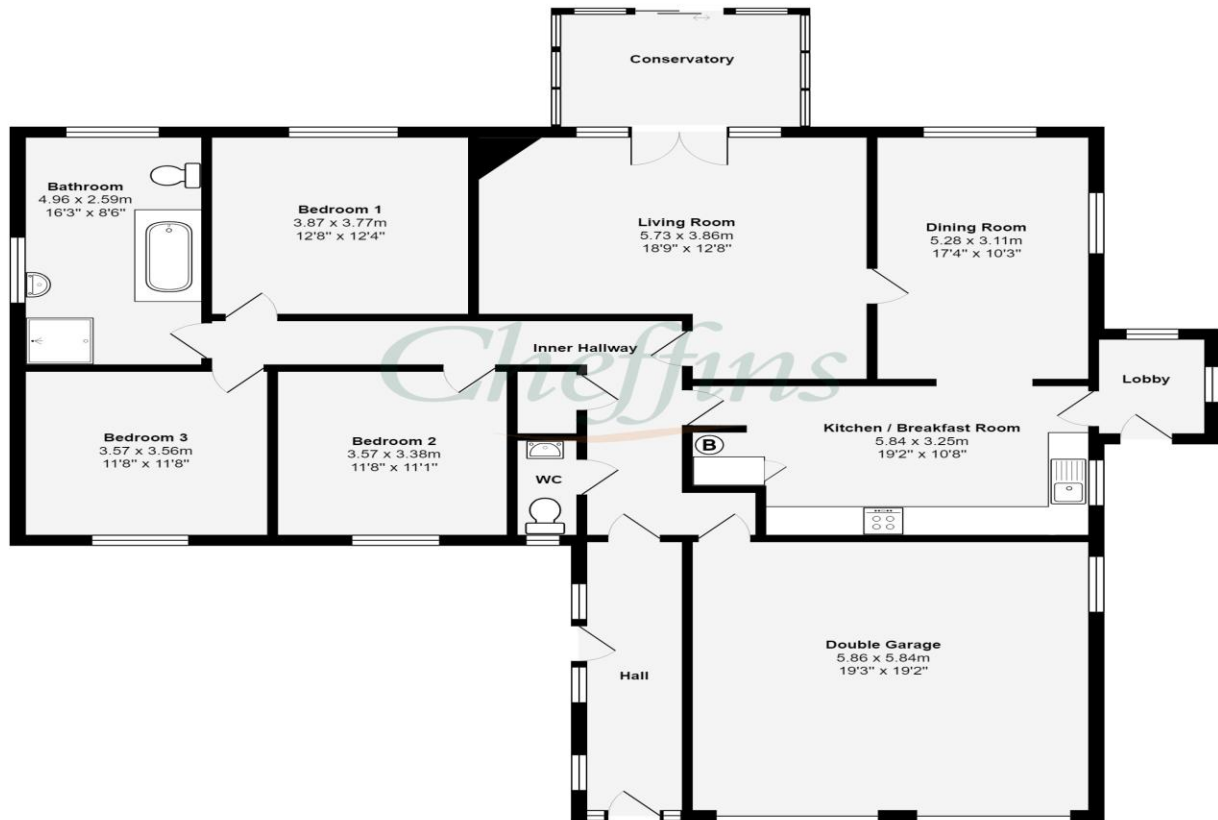 Conservatory
Bathroom
4.96 x 2.59m
16'3" x 8'6"
Bedroom 1
3.87 x 3.77m
12'8" x 12'4"
Living Room
5.73 x 3.86m
18'9" x 12'8"
Dining Room
5.28 x 3.11m
17'4" x 10'3"
Inner Hallway
Cheffins
Lobby
Bedroom 3
3.57 x 3.56m
11'8" x 11'8"
Bedroom 2
3.57 x 3.38m
11'8" x 11'1"
WC
B
Kitchen / Breakfast Room
5.84 x 3.25m
19'2" x 10'8"
Hall
Double Garage
5.86 x 5.84m
19'3" x 19'2"